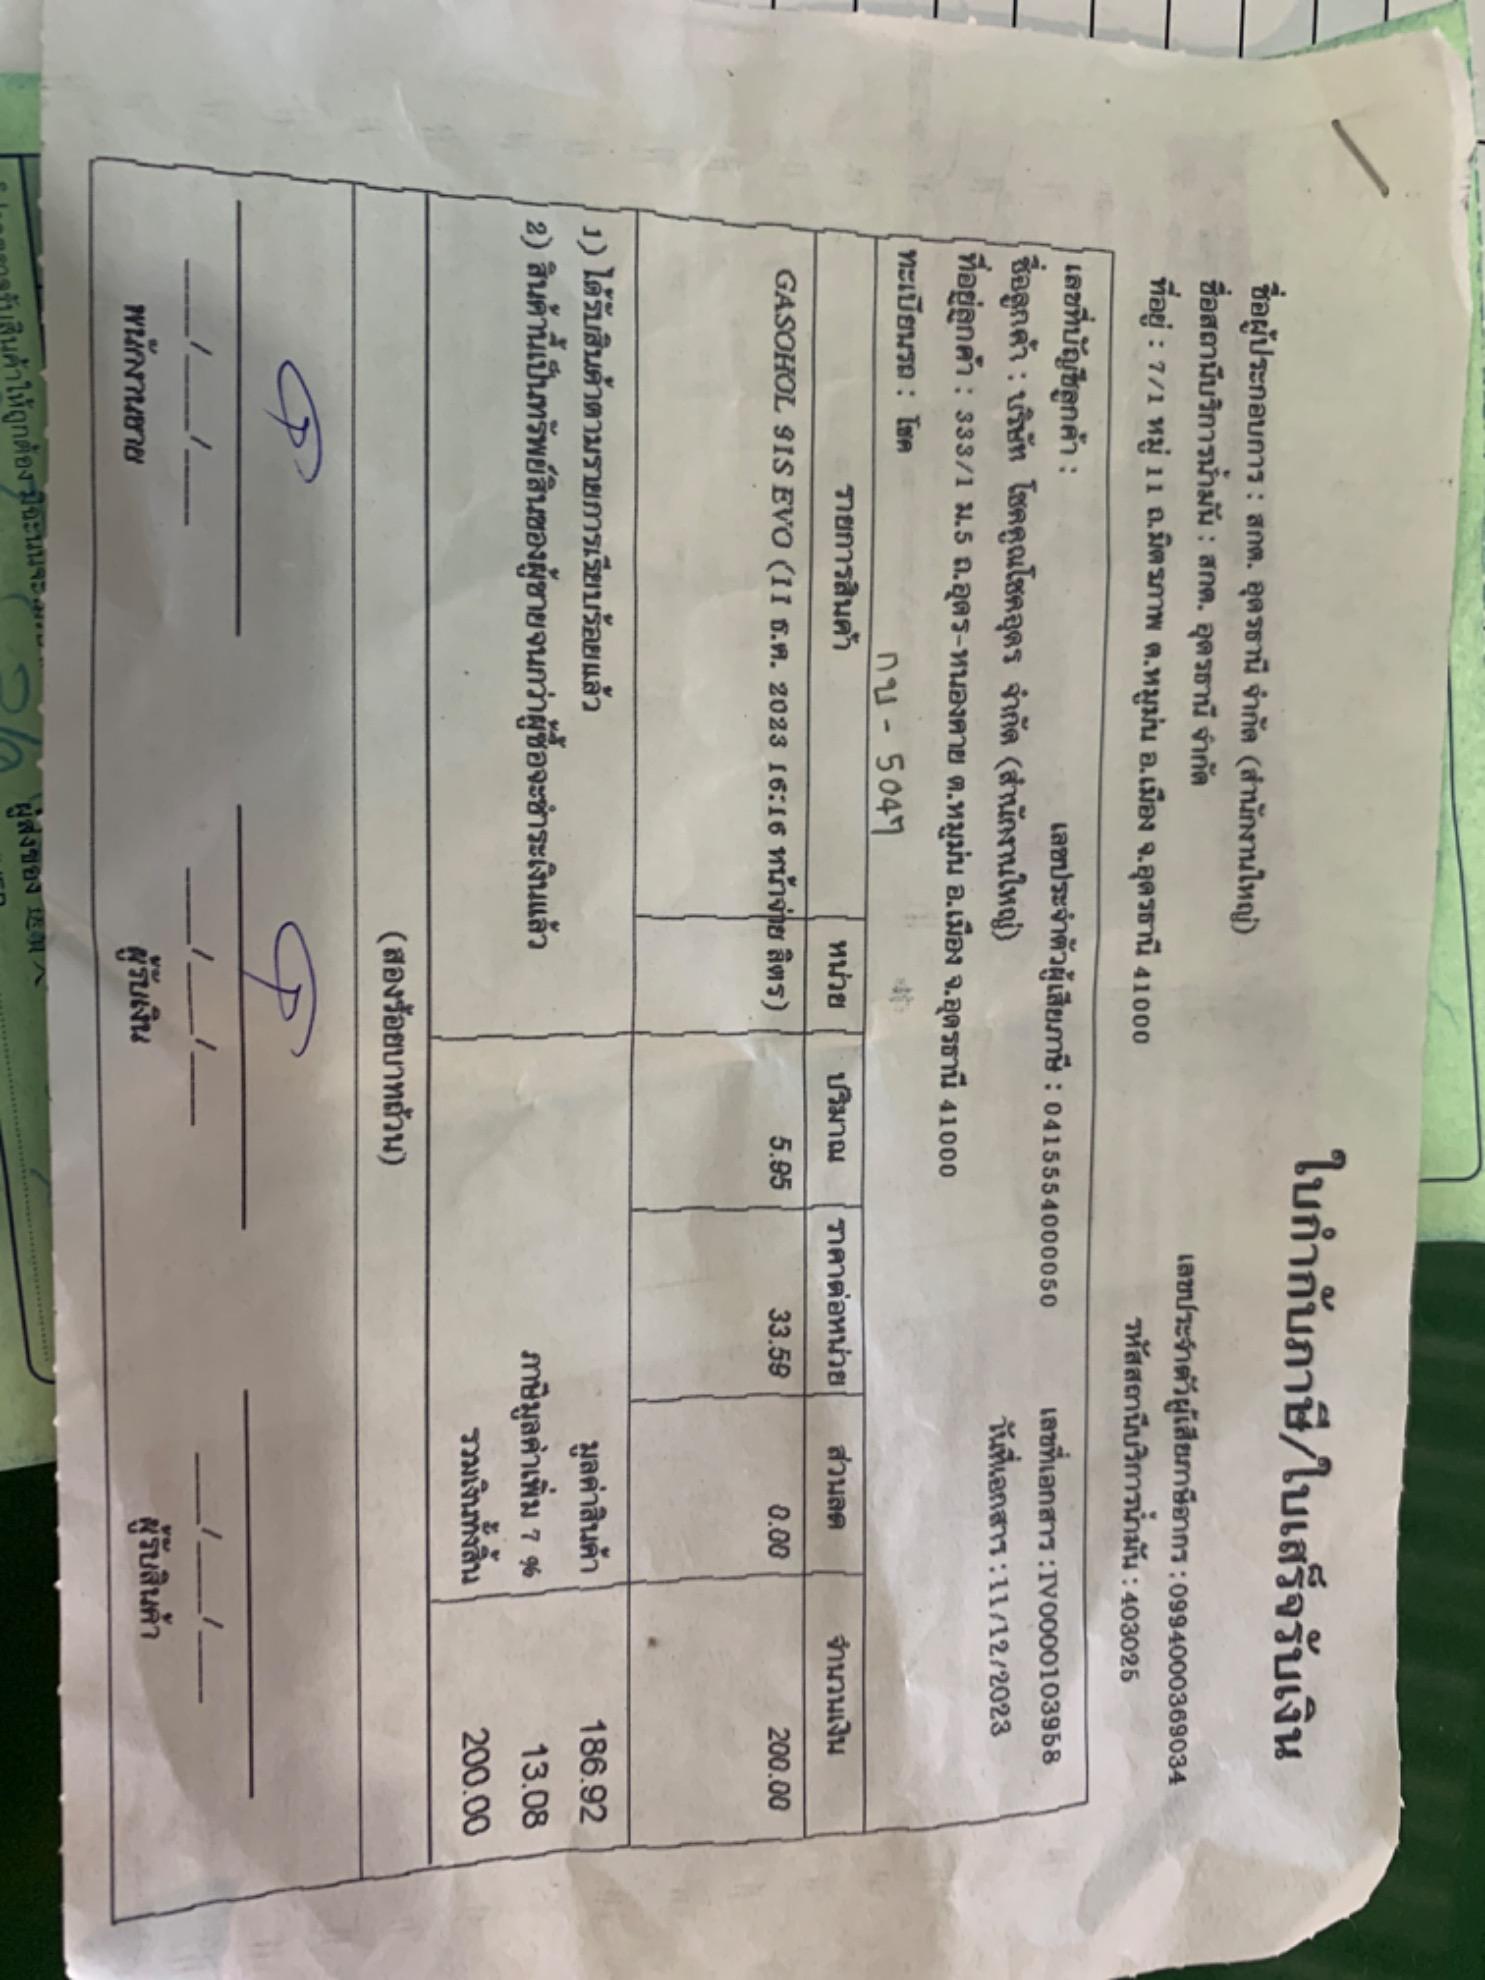 ใบกำกับภาษี/ใบเสร็จรับเงิน
ชื่อผู้ประกอบการ : สกต. อุดรธานี จำกัด (สำนักงานใหญ่)
เลขประจำตัวผู้เสียภาษีอากร : 0994000369034
ชื่อสถานีบริการน้ำมัน : สกต. อุดรธานี จำกัด
รหัสสถานีบริการน้ำมัน : 403025
ที่อยู่ : 7/1 หมู่ 11 ถ.มิตรภาพ ต.หมูม่น อ.เมือง จ.อุดรธานี 41000
เลขที่บัญชีลูกค้า : เลขประจำตัวผู้เสียภาษี : 0415554000050 เลขที่เอกสาร : IV0000103958
ชื่อลูกค้า : บริษัท โชคคูณโชคอุดร จำกัด (สำนักงานใหญ่) วันที่เอกสาร : 11/12/2023
ที่อยู่ลูกค้า : 333/1 ม.5 ถ.อุดร-หนองคาย ต.หมูม่น อ.เมือง จ.อุดรธานี 41000
ทะเบียนรถ : โชค
กบ - 5047
รายการสินค้า หน่วย ปริมาณ ราคาต่อหน่วย ส่วนลด จำนวนเงิน
GASOHOL 91S EVO (11 ธ.ค. 2023 16:16 หน้าจ่าย ลิตร) 5.95 33.59 0.00 200.00
1) ได้รับสินค้าตามรายการเรียบร้อยแล้ว มูลค่าสินค้า 186.92
2) สินค้านี้เป็นทรัพย์สินของผู้ขายจนกว่าผู้ซื้อจะชำระเงินแล้ว ภาษีมูลค่าเพิ่ม 7 % 13.08
รวมเงินทั้งสิ้น 200.00
(สองร้อยบาทถ้วน)
___/___/___ ___/___/___ ___/___/___
พนักงานขาย ผู้รับเงิน ผู้รับสินค้า
ผู้ส่งของ